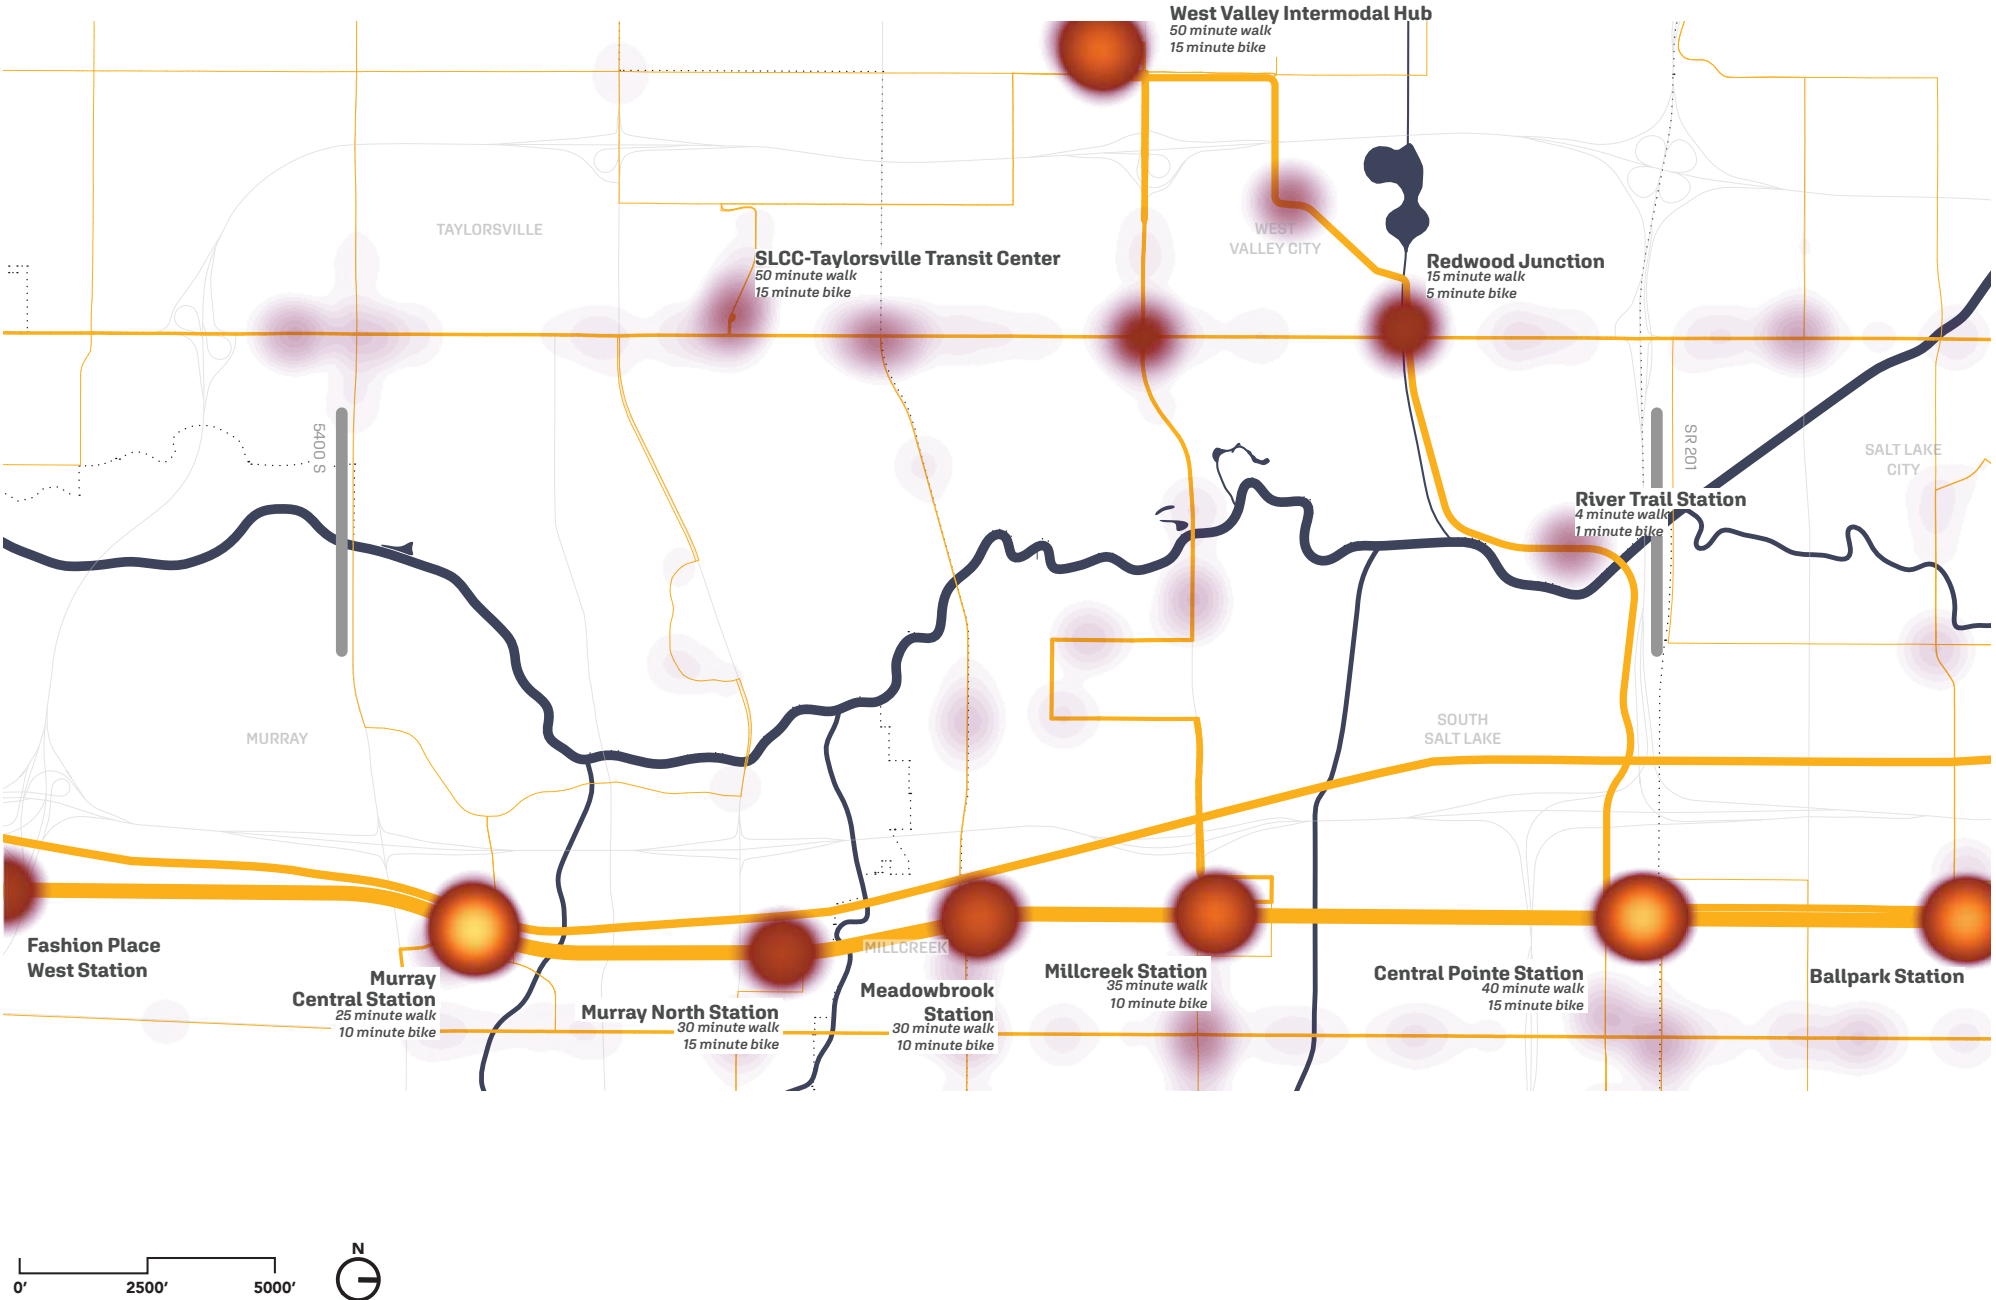 West Valley Intermodal Hub
50 minute walk
15 minute bike
TAYLORSVILLE
WEST
VALLEY CITY
SLCC-Taylorsville Transit Center
50 minute walk
15 minute bike
Redwood Junction
15 minute walk
5 minute bike
5400 S
SR 201
SALT LAKE
CITY
River Trail Station
4 minute walk
1 minute bike
MURRAY
SOUTH
SALT LAKE
Fashion Place
West Station
Murray
Central Station
25 minute walk
10 minute bike
Murray North Station
30 minute walk
15 minute bike
MILLCREEK
Meadowbrook
Station
30 minute walk
10 minute bike
Millcreek Station
35 minute walk
10 minute bike
Central Pointe Station
40 minute walk
15 minute bike
Ballpark Station
0’ 2500’ 5000’
N